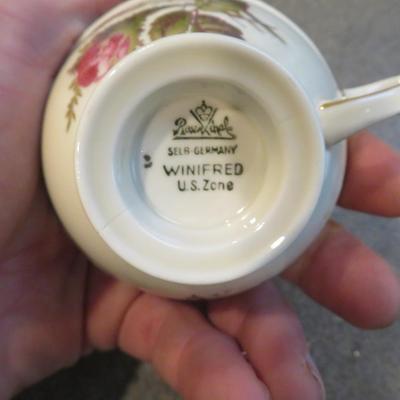 Rosenthal
SELB-GERMANY
WINIFRED
U.S.Zone